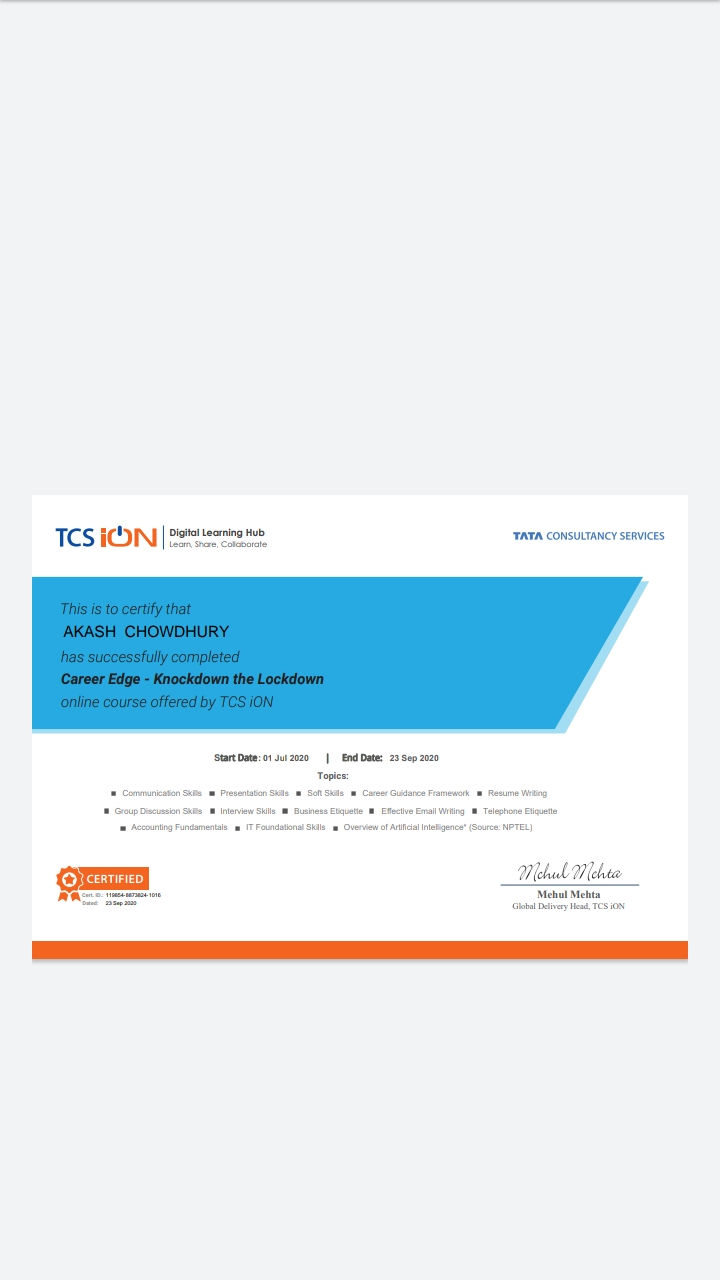 TCS iON Digital Learning Hub
Learn, Share, Collaborate
TATA CONSULTANCY SERVICES
This is to certify that
AKASH CHOWDHURY
has successfully completed
Career Edge - Knockdown the Lockdown
online course offered by TCS iON
Start Date: 01 Jul 2020 | End Date: 23 Sep 2020
Topics:
■ Communication Skills ■ Presentation Skills ■ Soft Skills ■ Career Guidance Framework ■ Resume Writing
■ Group Discussion Skills ■ Interview Skills ■ Business Etiquette ■ Effective Email Writing ■ Telephone Etiquette
■ Accounting Fundamentals ■ IT Foundational Skills ■ Overview of Artificial Intelligence* (Source: NPTEL)
CERTIFIED
Cert. ID.: 119854-8873824-1016
Dated: 23 Sep 2020
Mehul Mehta
Mehul Mehta
Global Delivery Head, TCS iON